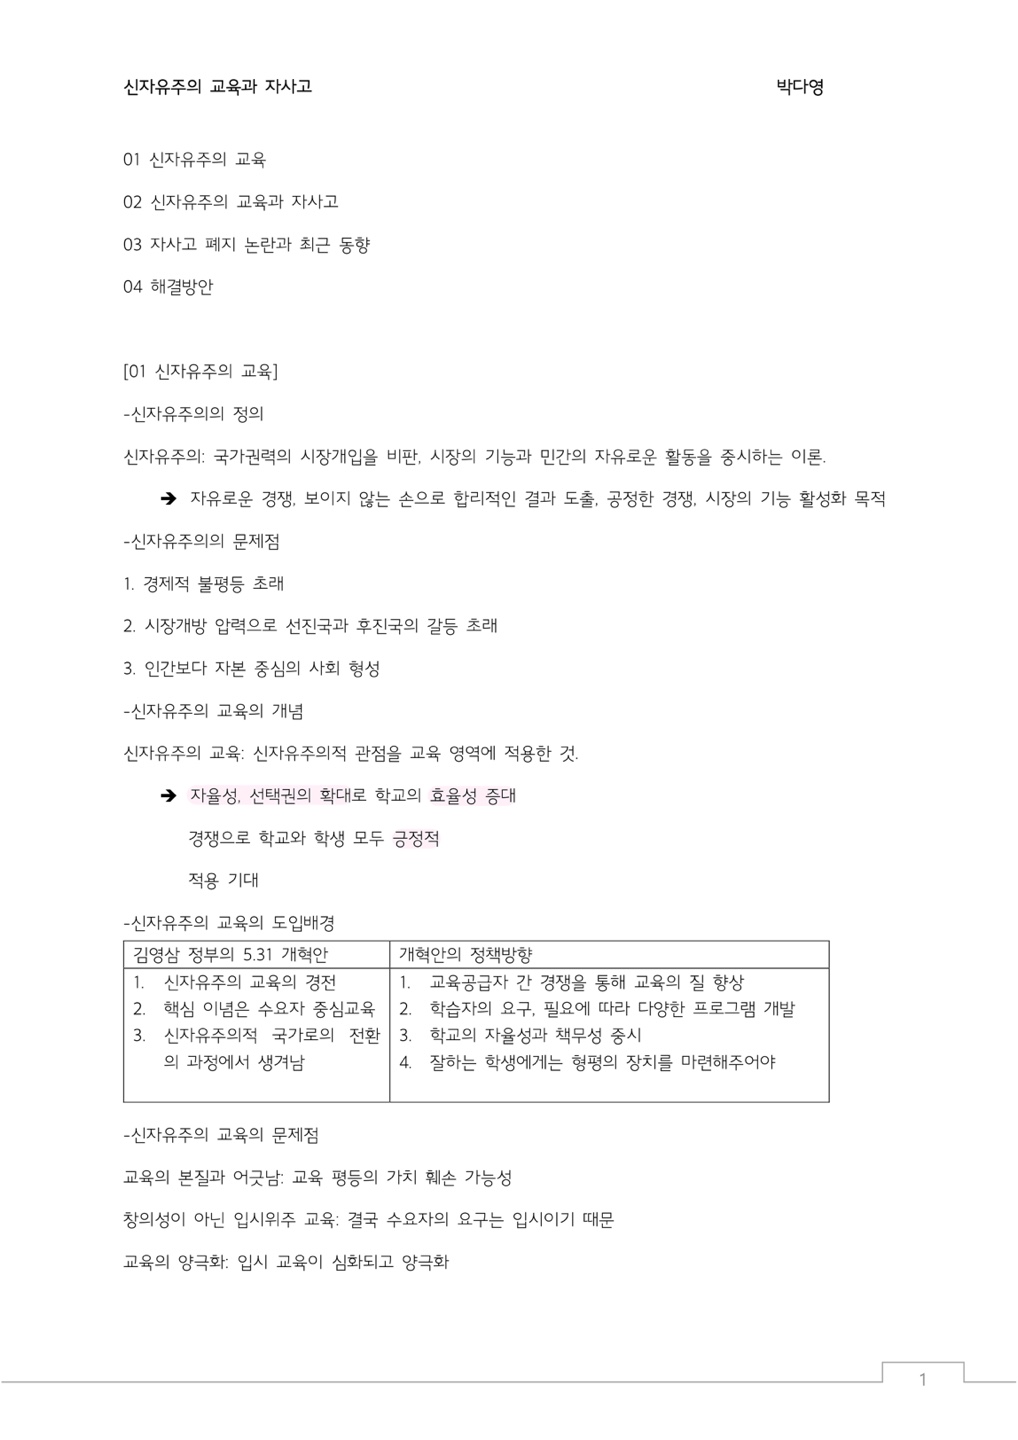 신자유주의 교육과 자사고 박다영
01 신자유주의 교육
02 신자유주의 교육과 자사고
03 자사고 폐지 논란과 최근 동향
04 해결방안
[01 신자유주의 교육]
-신자유주의의 정의
신자유주의: 국가권력의 시장개입을 비판, 시장의 기능과 민간의 자유로운 활동을 중시하는 이론.
➔ 자유로운 경쟁, 보이지 않는 손으로 합리적인 결과 도출, 공정한 경쟁, 시장의 기능 활성화 목적
-신자유주의의 문제점
1. 경제적 불평등 초래
2. 시장개방 압력으로 선진국과 후진국의 갈등 초래
3. 인간보다 자본 중심의 사회 형성
-신자유주의 교육의 개념
신자유주의 교육: 신자유주의적 관점을 교육 영역에 적용한 것.
➔ 자율성, 선택권의 확대로 학교의 효율성 증대
경쟁으로 학교와 학생 모두 긍정적
적용 기대
-신자유주의 교육의 도입배경
김영삼 정부의 5.31 개혁안
1. 신자유주의 교육의 경전
2. 핵심 이념은 수요자 중심교육
3. 신자유주의적 국가로의 전환
의 과정에서 생겨남
개혁안의 정책방향
1. 교육공급자 간 경쟁을 통해 교육의 질 향상
2. 학습자의 요구, 필요에 따라 다양한 프로그램 개발
3. 학교의 자율성과 책무성 중시
4. 잘하는 학생에게는 형평의 장치를 마련해주어야
-신자유주의 교육의 문제점
교육의 본질과 어긋남: 교육 평등의 가치 훼손 가능성
창의성이 아닌 입시위주 교육: 결국 수요자의 요구는 입시이기 때문
교육의 양극화: 입시 교육이 심화되고 양극화
1